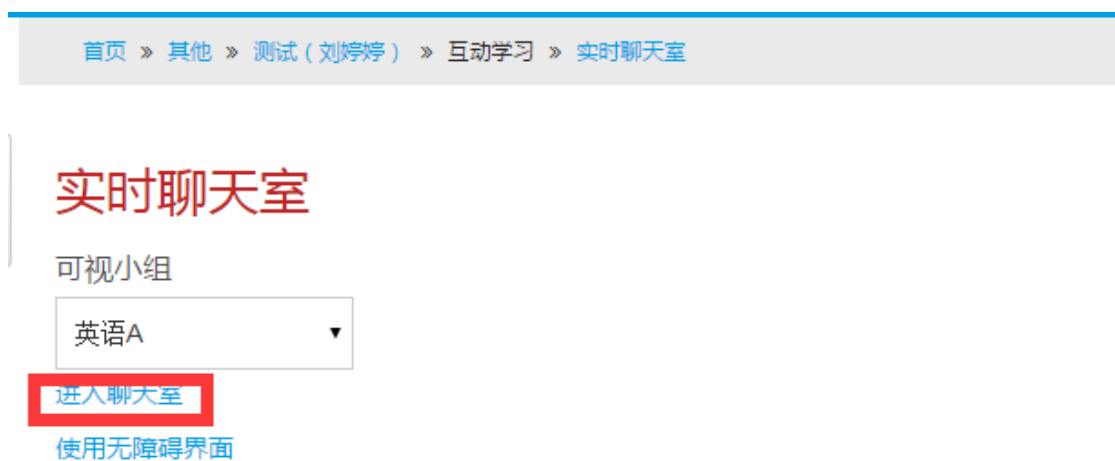 首页 » 其他 » 测试（刘婷婷） » 互动学习 » 实时聊天室
实时聊天室
可视小组
英语A
进入聊天室
使用无障碍界面